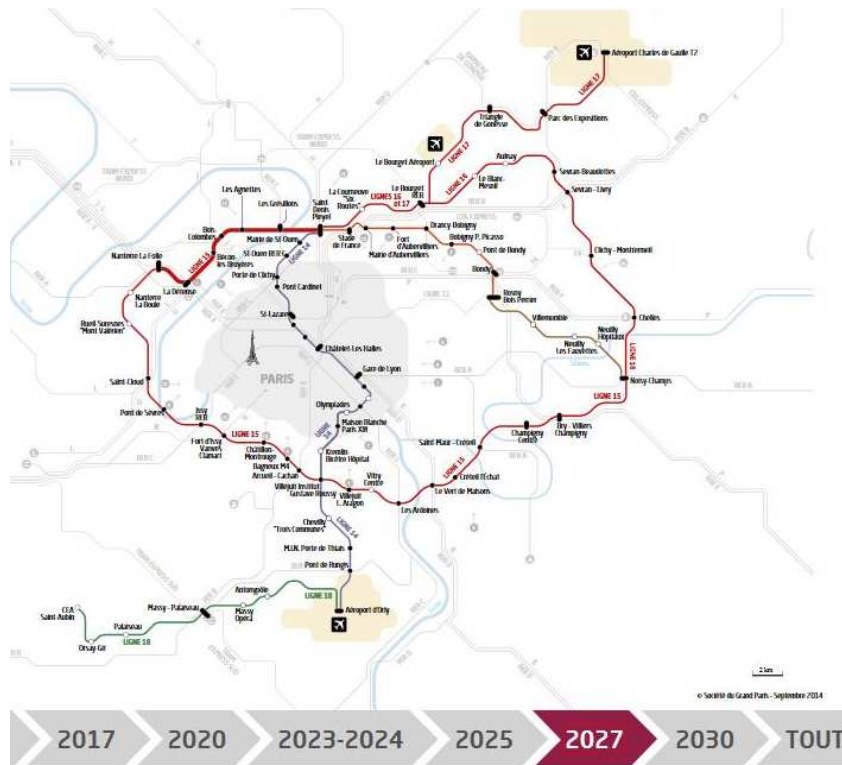 Aéroport Charles de Gaulle T2
LIGNE 17
Triangle
de Gonesse
Parc des Expositions
Le Bourget Aéroport
LIGNE 17
Aulnay
Le Blanc-
Mesnil
LIGNE 16
Sevran-Beaudottes
Sevran-Livry
La Courneuve
"Six
Routes"
Le Bourget
RER
LIGNES 16
et 17
Les Agnettes
Les Grésillons
Saint
Denis
Pleyel
Bois
Colombes
Mairie de St-Ouen
LIGNE 14
Stade
de France
Mairie d'Aubervilliers
Fort
d'Aubervilliers
Drancy-Bobigny
Bobigny P. Picasso
Pont de Bondy
Bondy
Rosny
Bois Perrier
Clichy - Montfermeil
Nanterre La Folie
LIGNE 15
Bécon-
les-Bruyères
La Défense
St-Ouen RER C
Porte de Clichy
Pont Cardinet
Nanterre
La Boule
Rueil-Suresnes
"Mont Valérien"
St-Lazare
Châtelet-Les Halles
Gare de Lyon
PARIS
Villemomble
Neuilly
Les Fauvettes
Neuilly
Hôpitaux
Chelles
LIGNE 16
Noisy-Champs
Saint-Cloud
Pont de Sèvres
Issy
RER
Fort d'Issy
Vanves
Clamart
LIGNE 15
Châtillon-
Montrouge
Bagneux M4
Arcueil - Cachan
Villejuif Institut
Gustave Roussy
Olympiades
Maison Blanche
Paris XIII
LIGNE 14
Kremlin-
Bicêtre Hôpital
Villejuif
L. Aragon
Vitry
Centre
Les Ardoines
Le Vert de Maisons
LIGNE 15
Créteil l'Échat
Saint-Maur - Créteil
Champigny
Centre
Bry - Villiers
Champigny
LIGNE 15
Chevilly
"Trois Communes"
LIGNE 14
M.I.N. Porte de Thiais
Pont de Rungis
Aéroport d'Orly
LIGNE 18
Antonypôle
Massy
Opéra
Massy - Palaiseau
Palaiseau
LIGNE 18
Orsay-Gif
CEA
Saint-Aubin
2 km
© Société du Grand Paris - Septembre 2014
2017
2020
2023-2024
2025
2027
2030
TOUT